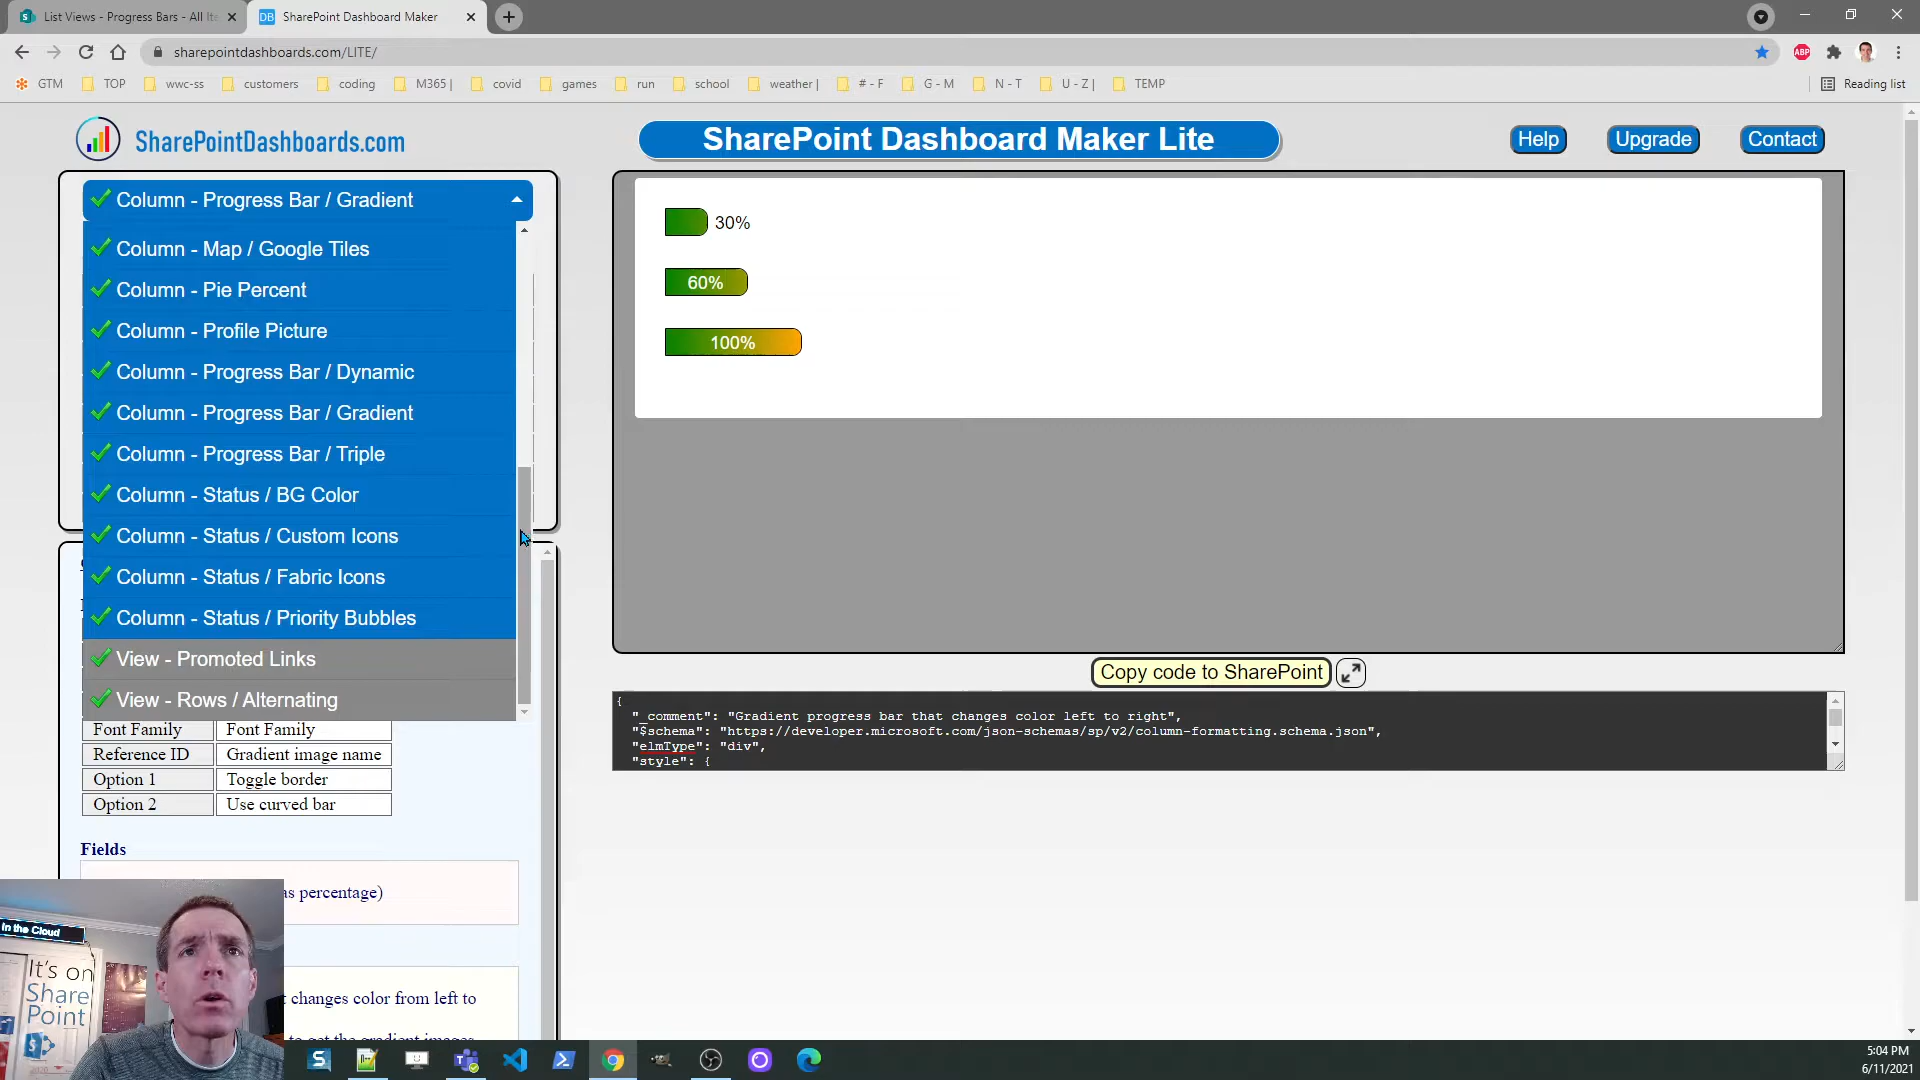 List Views - Progress Bars - All Ite
SharePoint Dashboard Maker
sharepointdashboards.com/LITE/
ABP
GTM
TOP
wwc-ss
customers
coding
M365 |
covid
games
run
school
weather |
# - F
G - M
N - T
U - Z |
TEMP
Reading list
SharePointDashboards.com
SharePoint Dashboard Maker Lite
Help
Upgrade
Contact
Column - Progress Bar / Gradient
Column - Map / Google Tiles
Column - Pie Percent
Column - Profile Picture
Column - Progress Bar / Dynamic
Column - Progress Bar / Gradient
Column - Progress Bar / Triple
Column - Status / BG Color
Column - Status / Custom Icons
Column - Status / Fabric Icons
Column - Status / Priority Bubbles
View - Promoted Links
View - Rows / Alternating
Font Family Font Family
Reference ID Gradient image name
Option 1 Toggle border
Option 2 Use curved bar
Fields
as percentage)
t changes color from left to
to get the gradient images
30%
60%
100%
Copy code to SharePoint
{
"_comment": "Gradient progress bar that changes color left to right",
"$schema": "https://developer.microsoft.com/json-schemas/sp/v2/column-formatting.schema.json",
"elmType": "div",
"style": {
In the Cloud
It's on
Share
Point
5:04 PM
6/11/2021